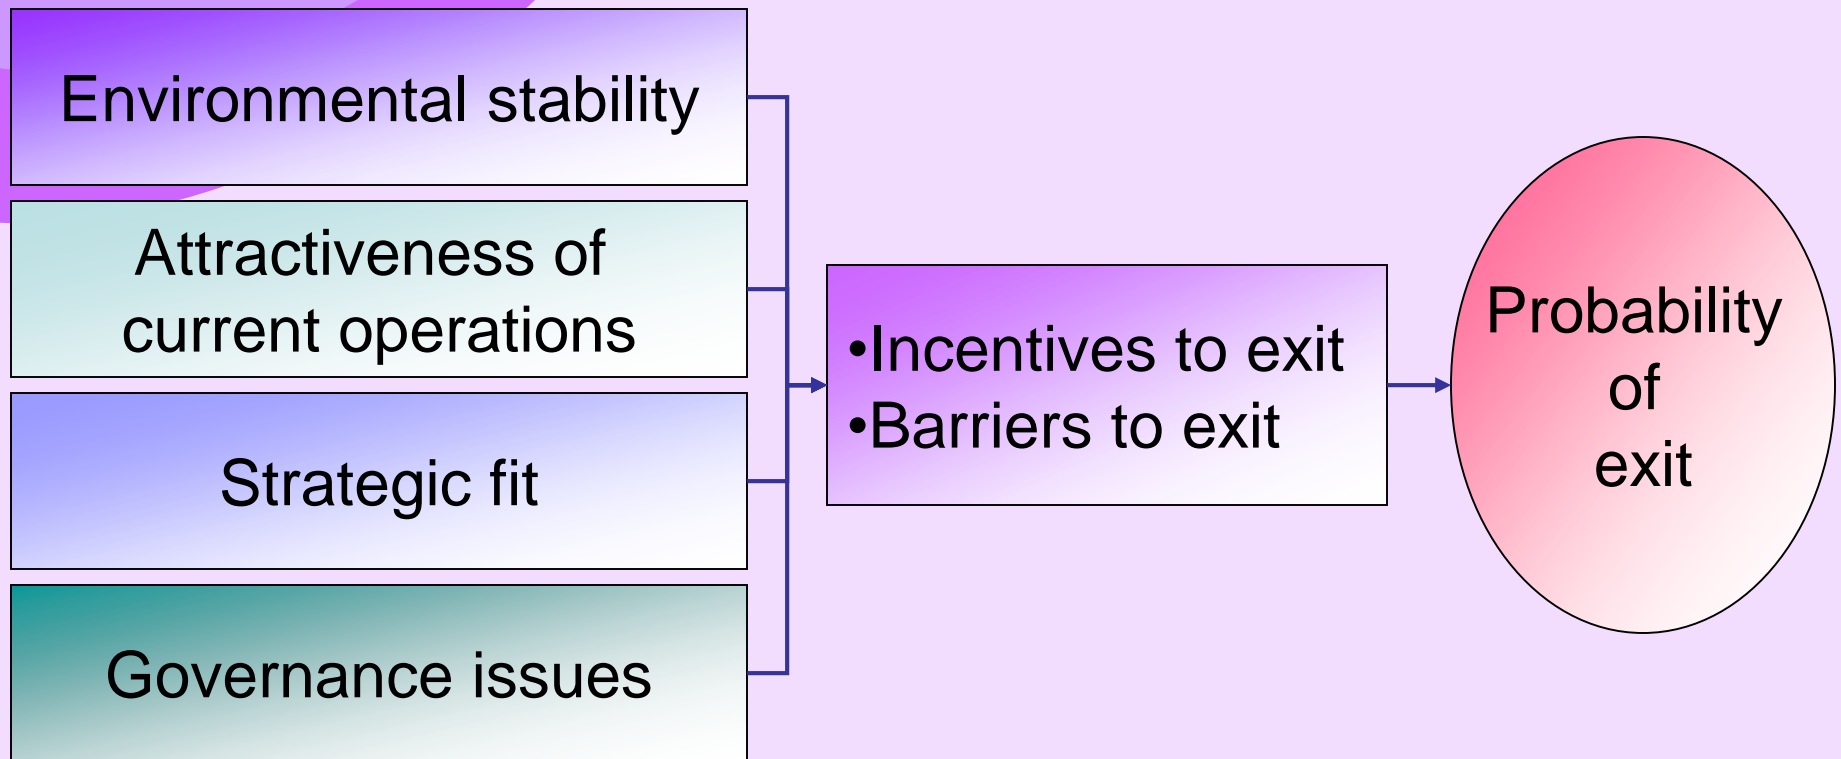 Environmental stability
Attractiveness of
current operations
Strategic fit
Governance issues
•Incentives to exit
•Barriers to exit
Probability
of
exit